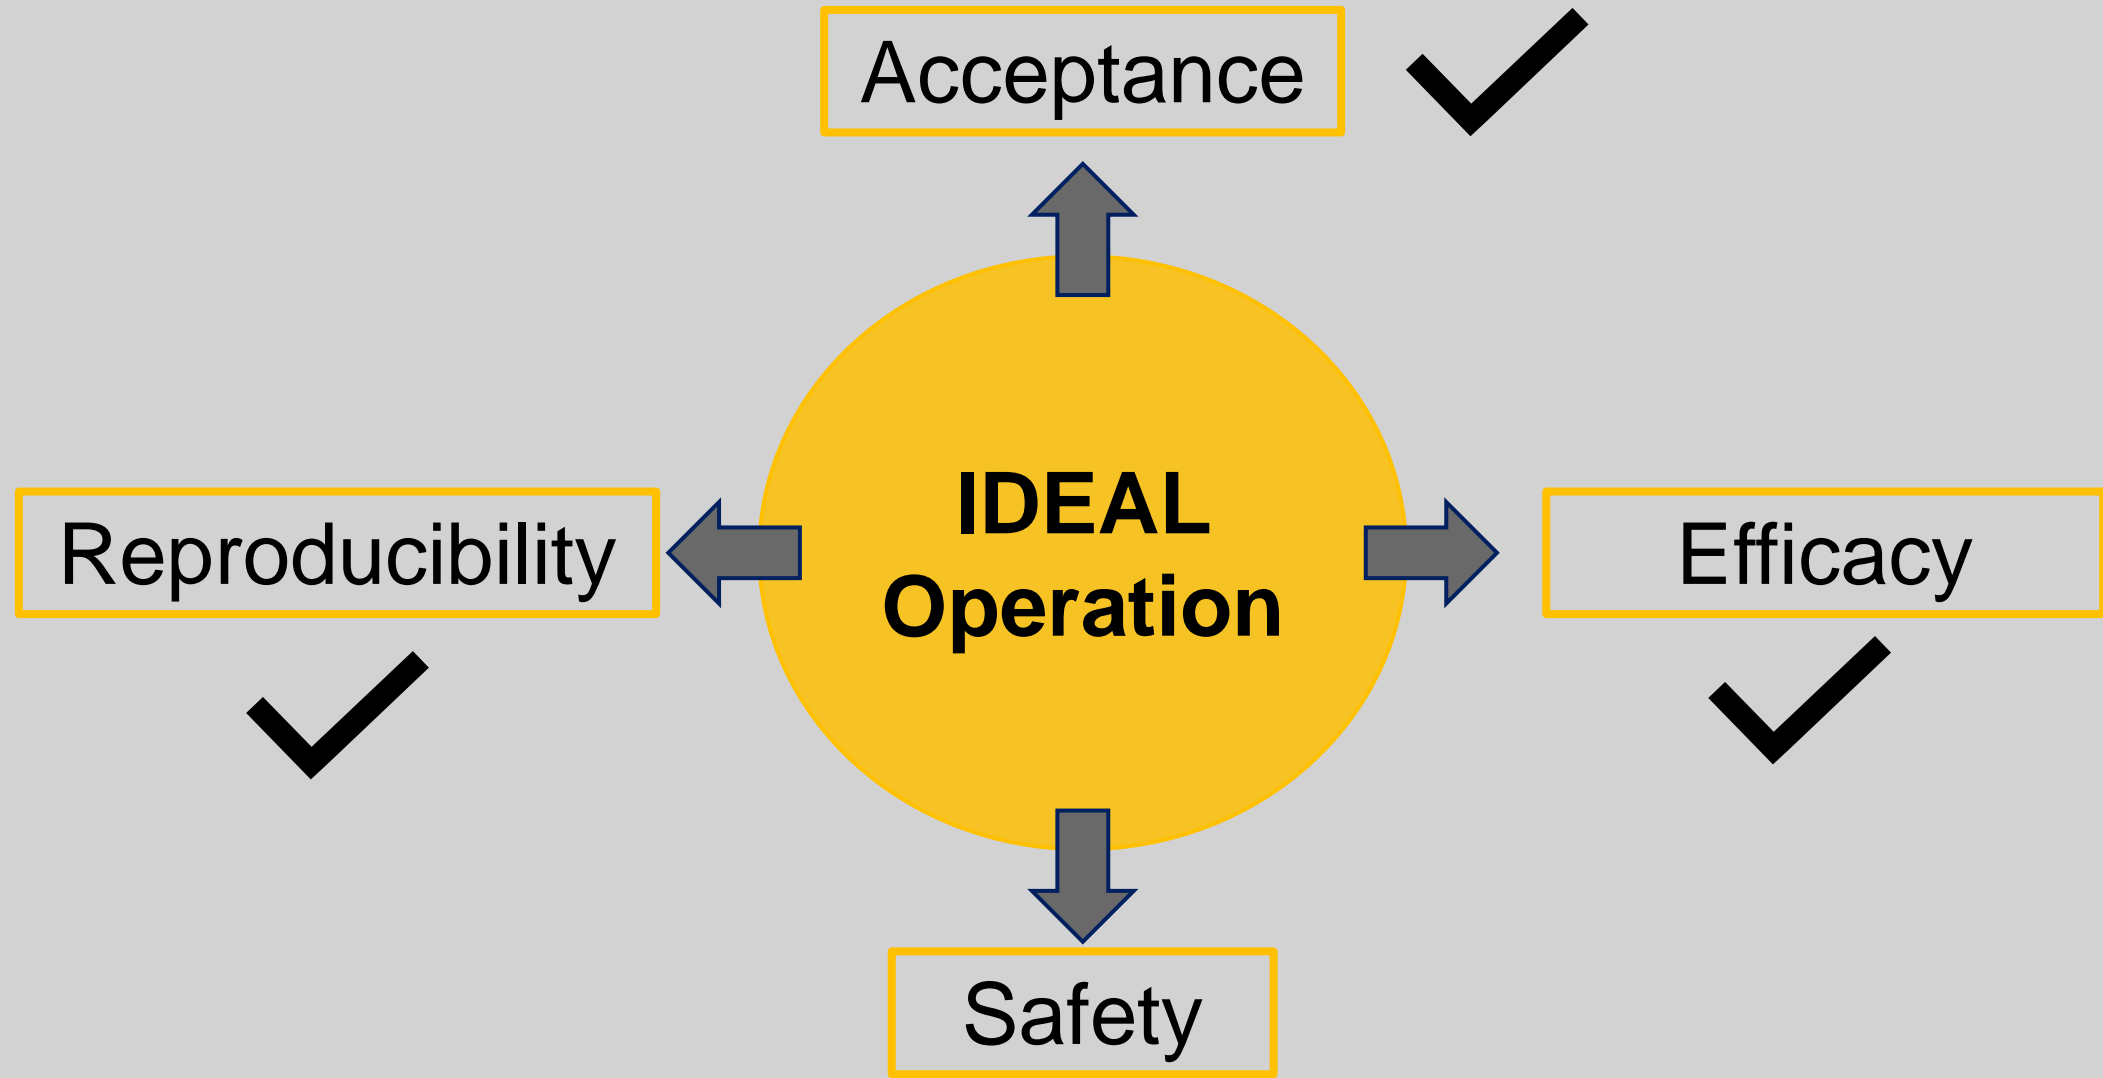 Acceptance
IDEAL
Operation
Reproducibility
Efficacy
Safety